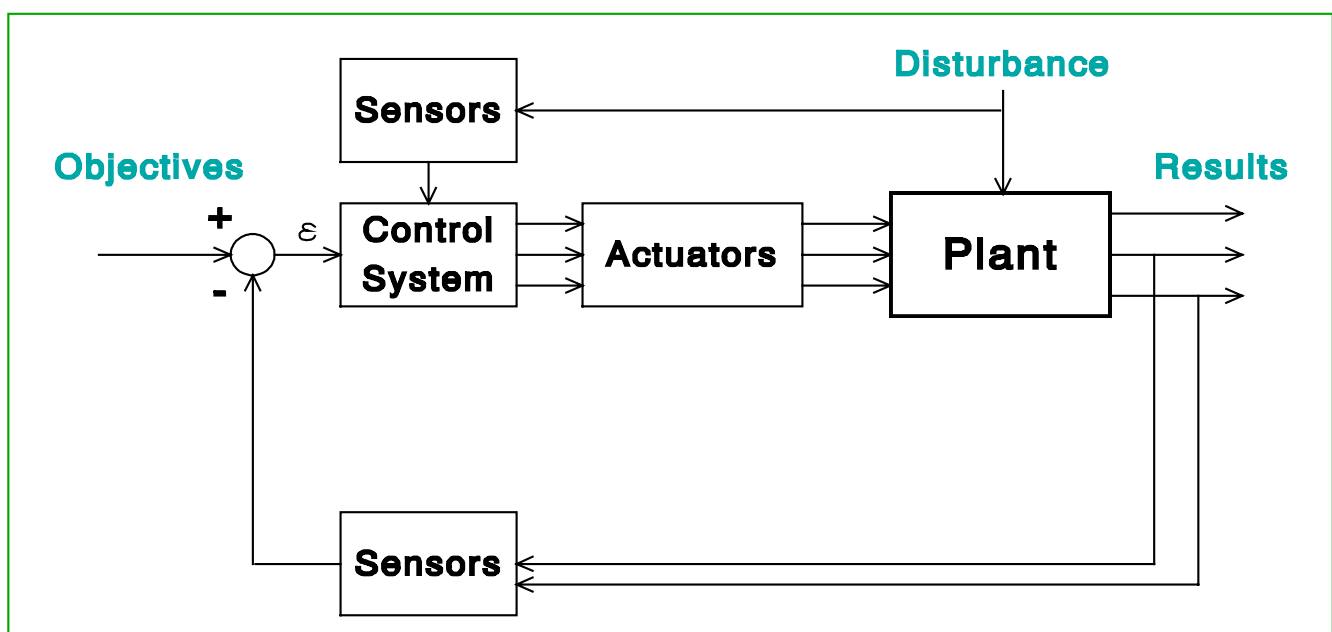 Disturbance
Sensors
Objectives
Results
+
ε
Control
System
Actuators
Plant
-
Sensors